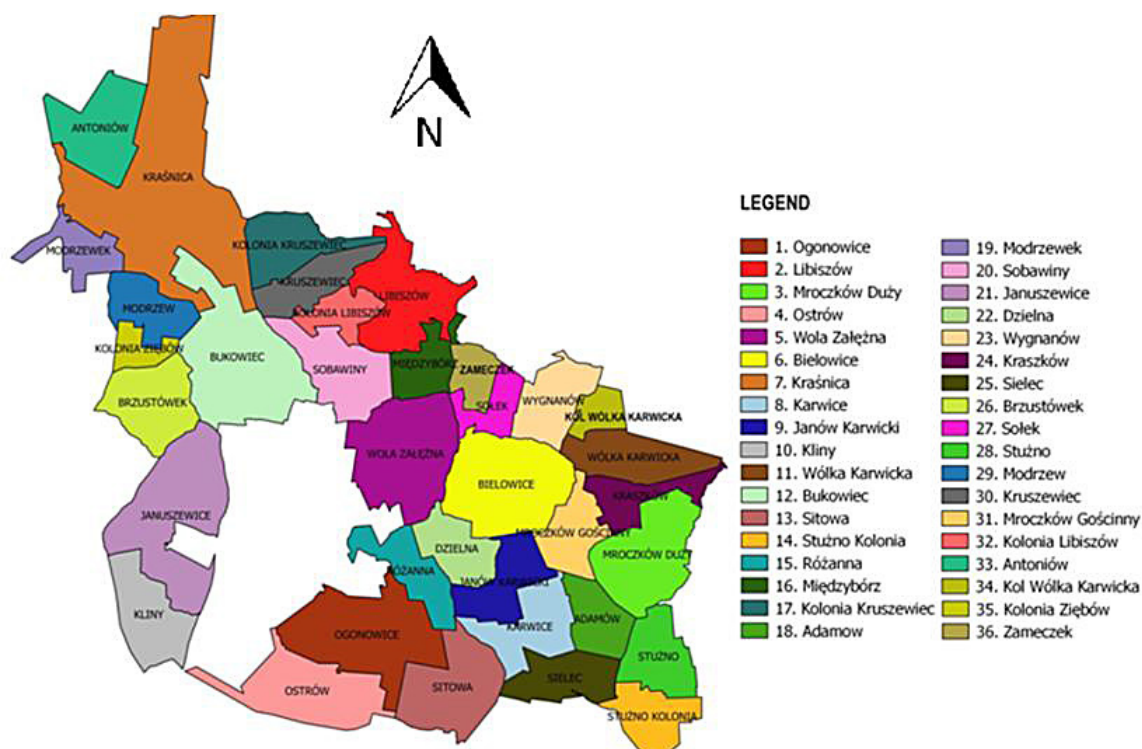 N
ANTONIÓW
KRAŚNICA
MODRZEWEK
KOLONIA KRUSZEWIEC
KRUSZEWIEC
LIBISZÓW
KOLONIA LIBISZÓW
MODRZEW
KOLONIA ZIĘBÓW
BUKOWIEC
SOBAWINY
MIĘDZYBÓRZ
ZAMECZEK
BRZUSTÓWEK
SOŁEK
WYGNANÓW
KOL WÓLKA KARWICKA
WOLA ZAŁĘŻNA
WÓLKA KARWICKA
BIELOWICE
KRASZKÓW
JANUSZEWICE
MROCZKÓW GOŚCINNY
DZIELNA
MROCZKÓW DUŻY
RÓŻANNA
JANÓW KARWICKI
KLINY
OGONOWICE
KARWICE
ADAMÓW
STUŻNO
OSTRÓW
SITOWA
SIELEC
STUŻNO KOLONIA
LEGEND
1. Ogonowice
2. Libiszów
3. Mroczków Duży
4. Ostrów
5. Wola Załężna
6. Bielowice
7. Kraśnica
8. Karwice
9. Janów Karwicki
10. Kliny
11. Wólka Karwicka
12. Bukowiec
13. Sitowa
14. Stużno Kolonia
15. Różanna
16. Międzybórz
17. Kolonia Kruszewiec
18. Adamow
19. Modrzewek
20. Sobawiny
21. Januszewice
22. Dzielna
23. Wygnanów
24. Kraszków
25. Sielec
26. Brzustówek
27. Sołek
28. Stużno
29. Modrzew
30. Kruszewiec
31. Mroczków Gościnny
32. Kolonia Libiszów
33. Antoniów
34. Kol Wólka Karwicka
35. Kolonia Ziębów
36. Zameczek